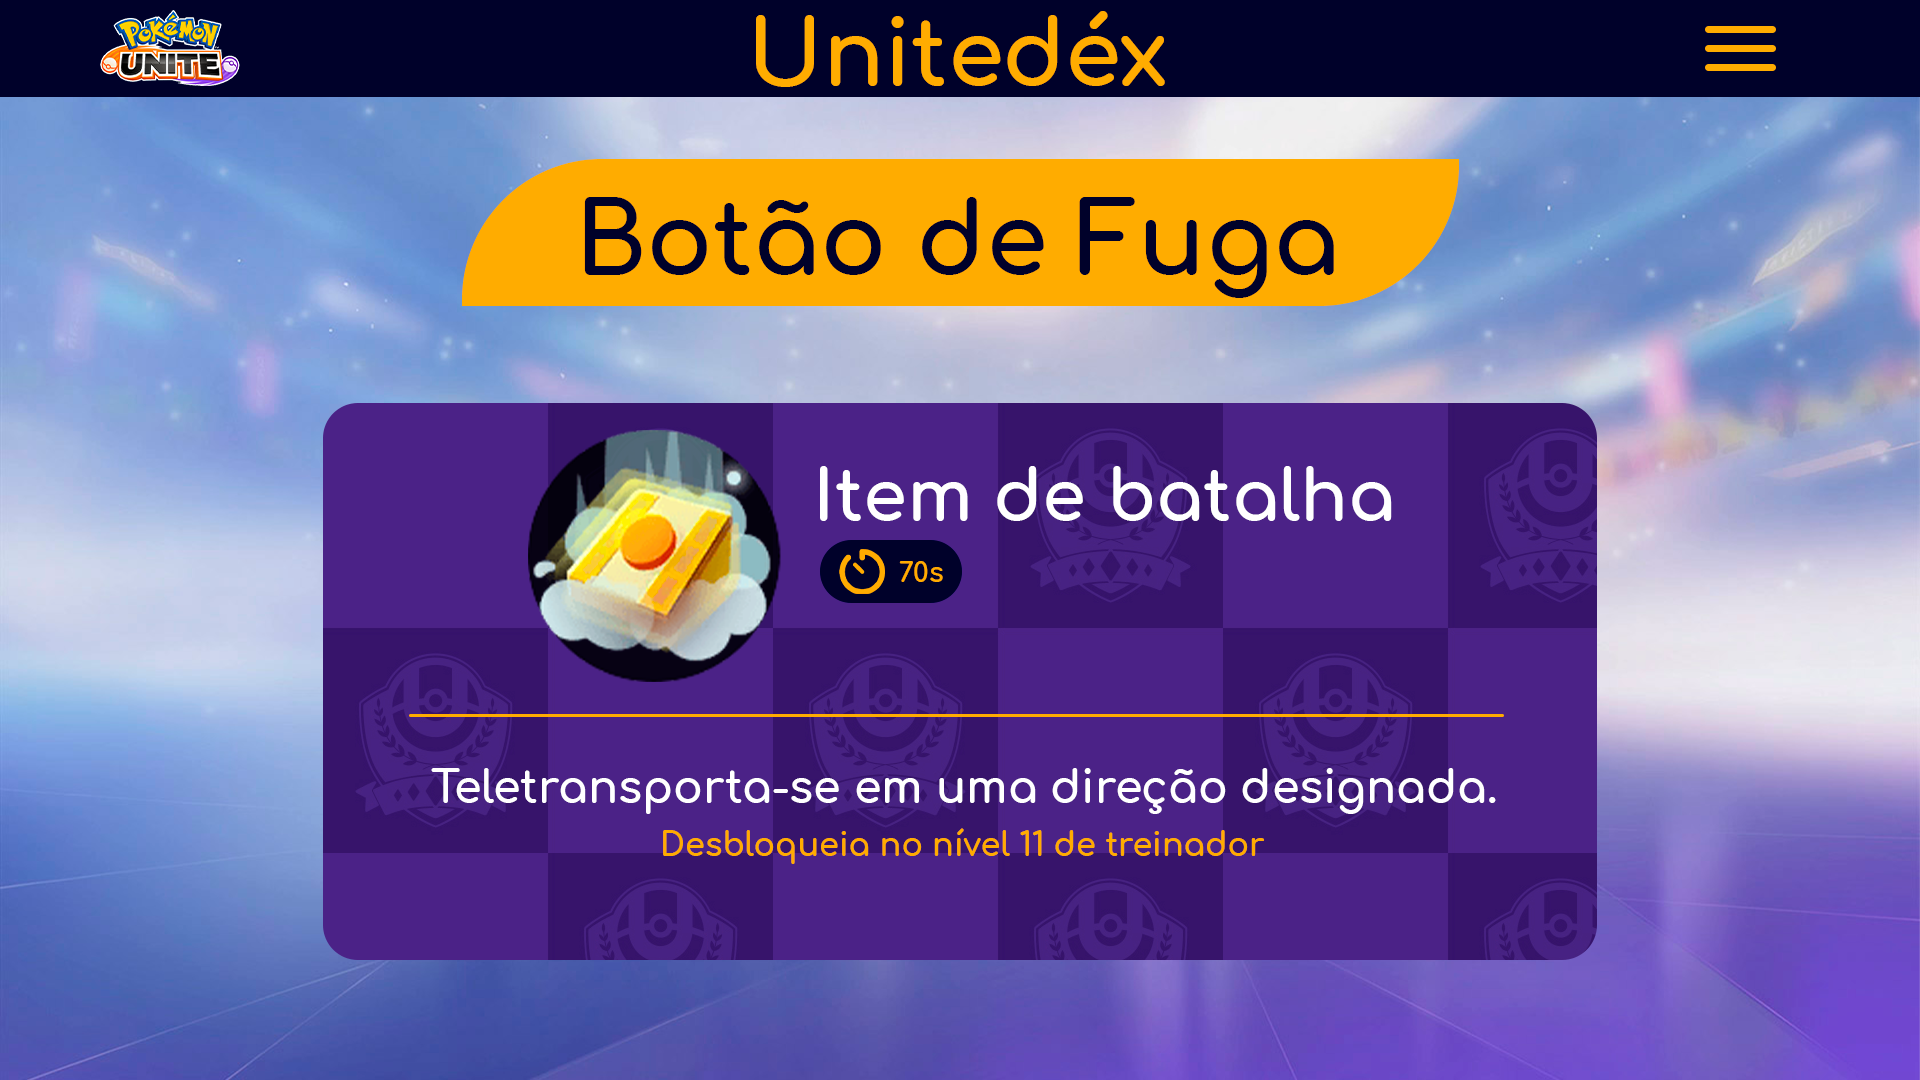 POKÉMON
UNITE
Unitedéx
Botão de Fuga
Item de batalha
70s
Teletransporta-se em uma direção designada.
Desbloqueia no nível 11 de treinador